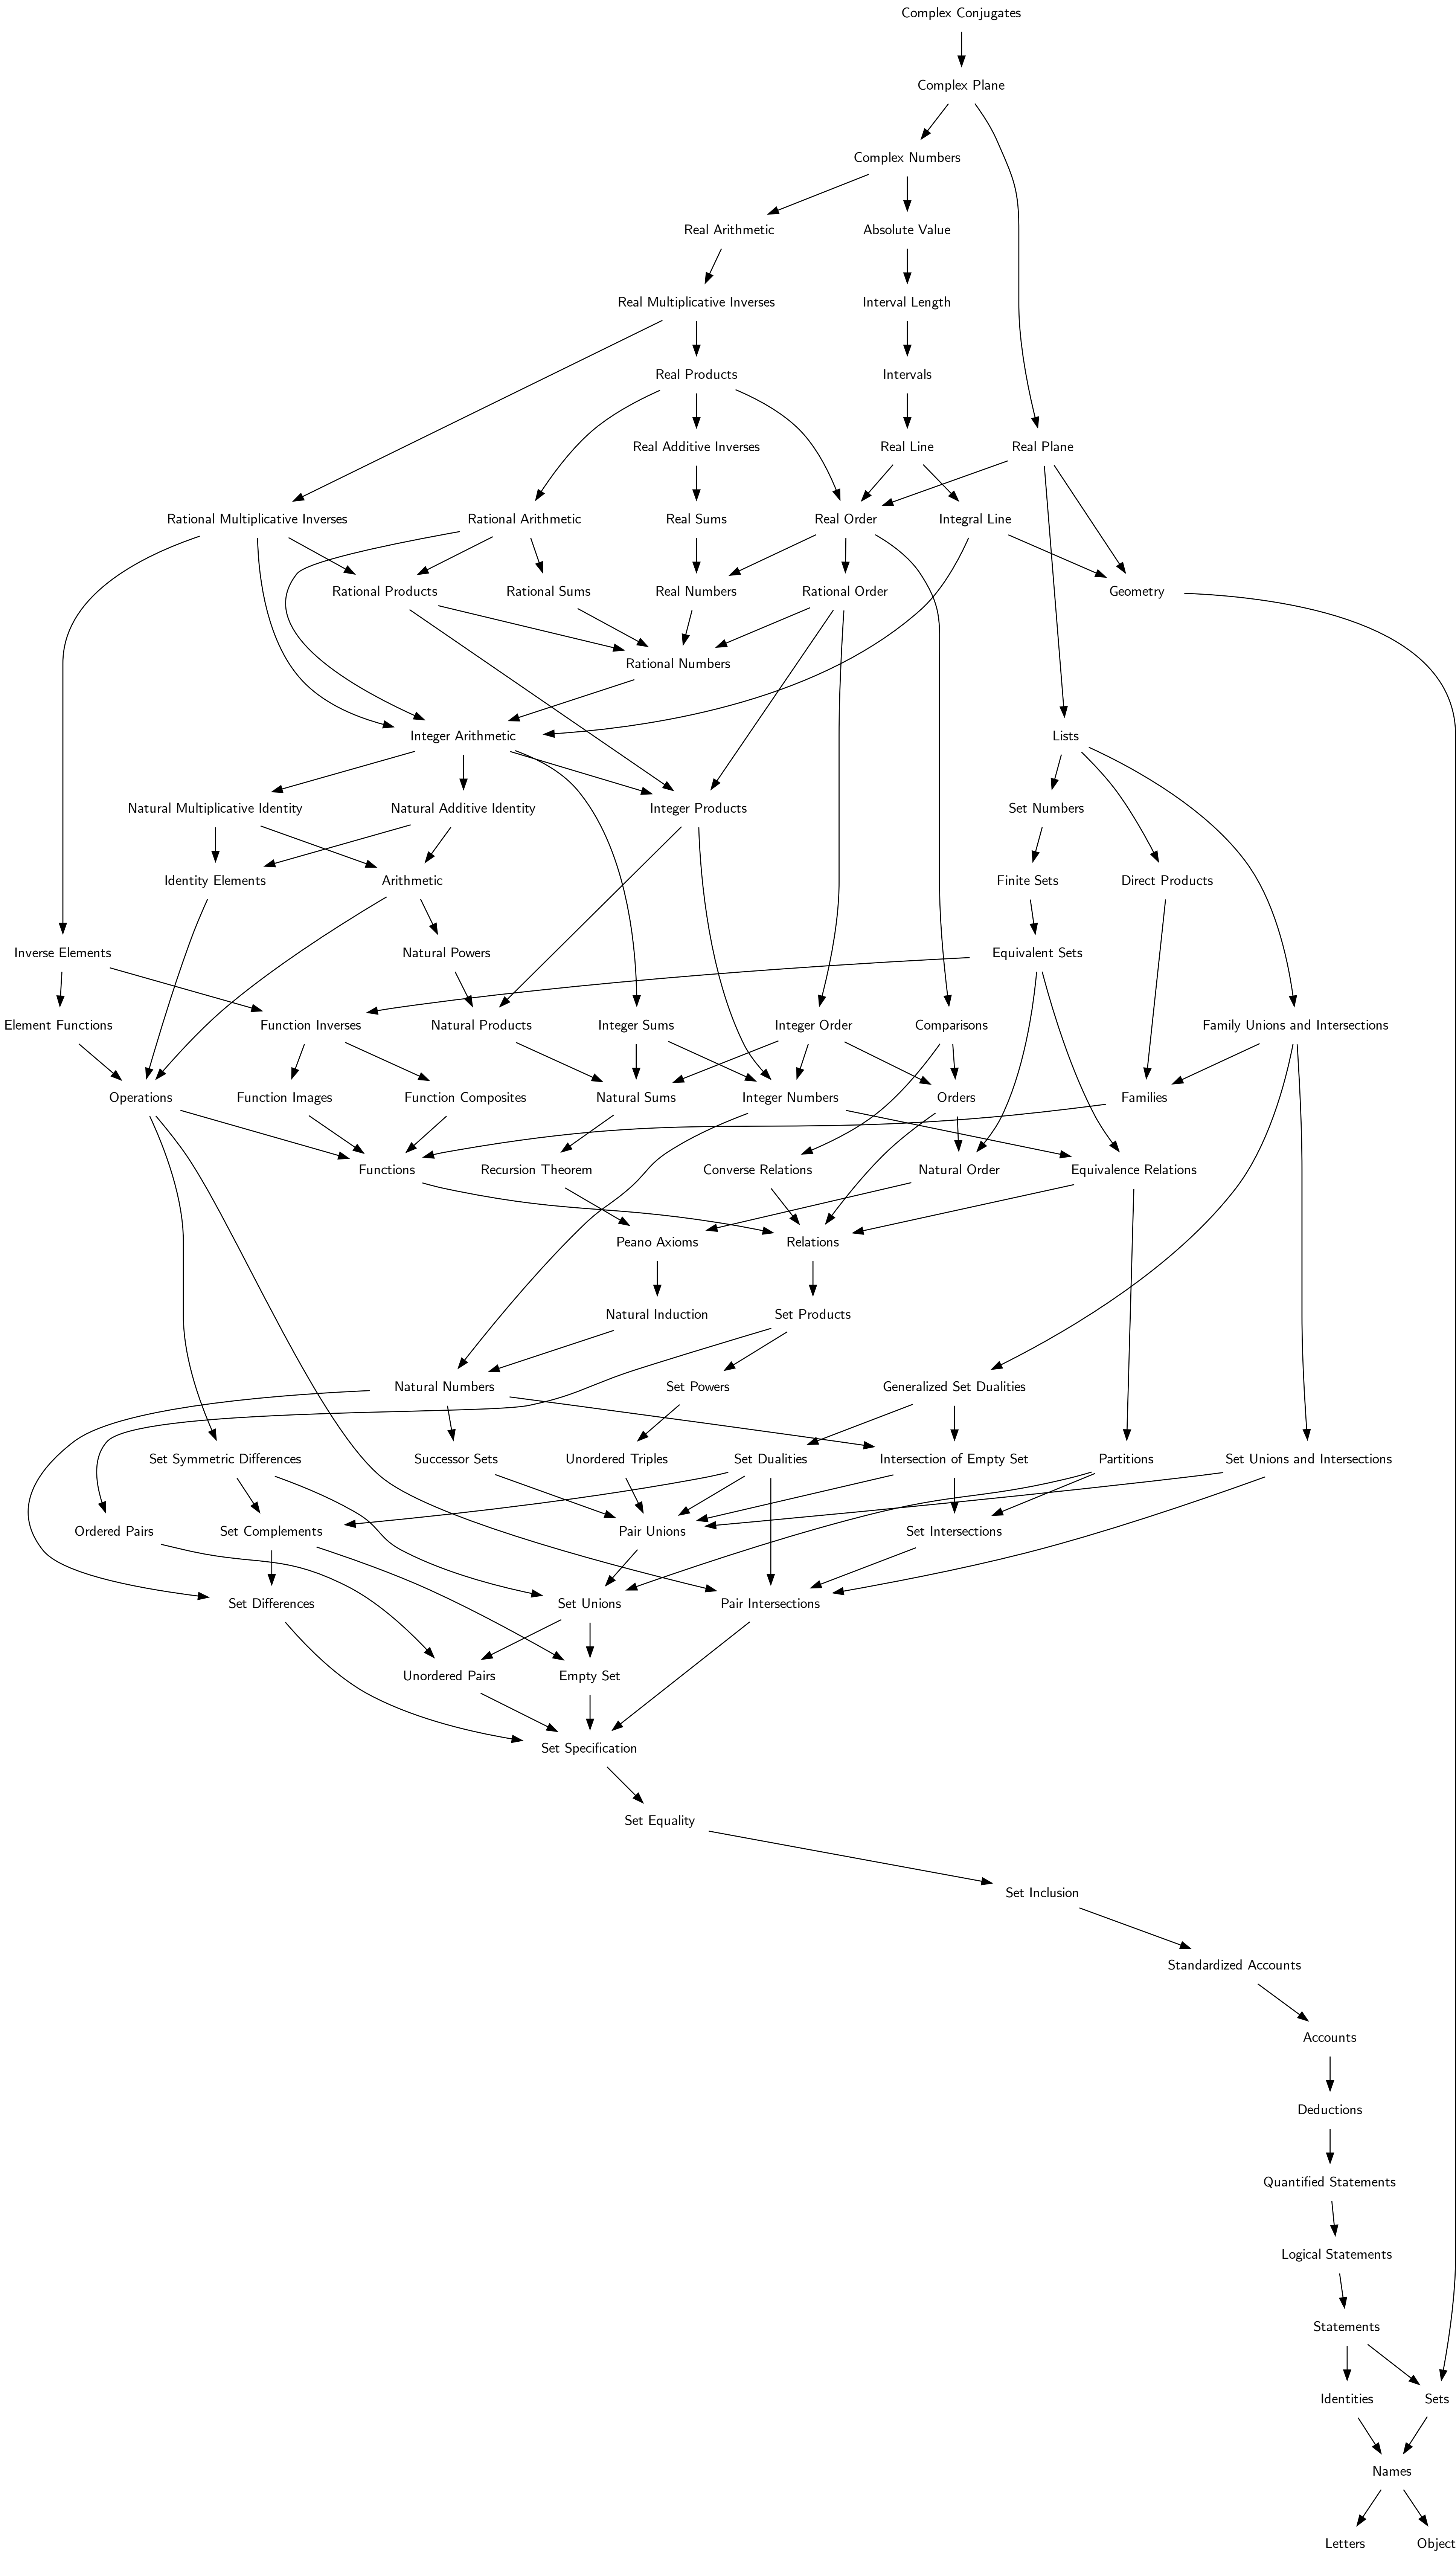 Complex Conjugates
Complex Plane
Complex Numbers
Real Arithmetic
Absolute Value
Real Multiplicative Inverses
Interval Length
Real Products
Intervals
Real Additive Inverses
Real Line
Real Plane
Rational Multiplicative Inverses
Rational Arithmetic
Real Sums
Real Order
Integral Line
Rational Products
Rational Sums
Real Numbers
Rational Order
Geometry
Rational Numbers
Integer Arithmetic
Lists
Natural Multiplicative Identity
Natural Additive Identity
Integer Products
Set Numbers
Identity Elements
Arithmetic
Finite Sets
Direct Products
Inverse Elements
Natural Powers
Equivalent Sets
Element Functions
Function Inverses
Natural Products
Integer Sums
Integer Order
Comparisons
Family Unions and Intersections
Operations
Function Images
Function Composites
Natural Sums
Integer Numbers
Orders
Families
Functions
Recursion Theorem
Converse Relations
Natural Order
Equivalence Relations
Peano Axioms
Relations
Natural Induction
Set Products
Natural Numbers
Set Powers
Generalized Set Dualities
Set Symmetric Differences
Successor Sets
Unordered Triples
Set Dualities
Intersection of Empty Set
Partitions
Set Unions and Intersections
Ordered Pairs
Set Complements
Pair Unions
Set Intersections
Set Differences
Set Unions
Pair Intersections
Unordered Pairs
Empty Set
Set Specification
Set Equality
Set Inclusion
Standardized Accounts
Accounts
Deductions
Quantified Statements
Logical Statements
Statements
Identities
Sets
Names
Letters
Object